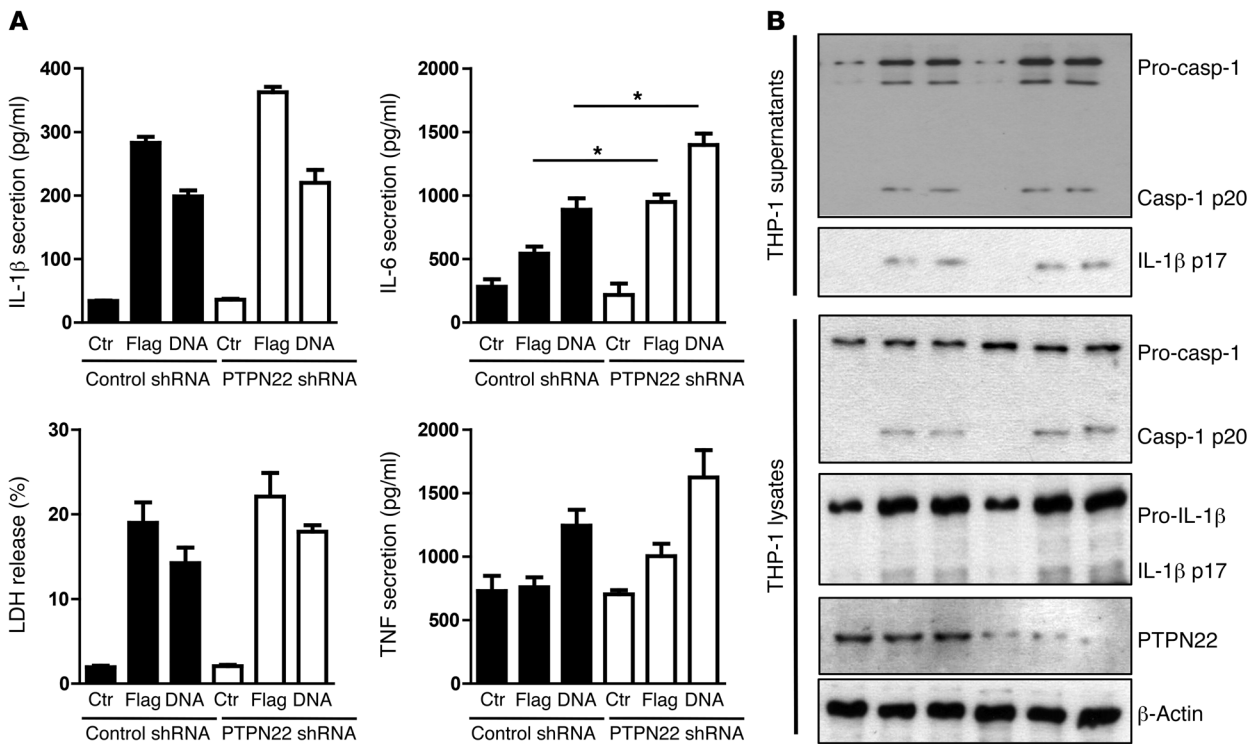 A
B
IL-1β secretion (pg/ml)
400
300
200
100
0
Ctr Flag DNA Ctr Flag DNA
Control shRNA PTPN22 shRNA
IL-6 secretion (pg/ml)
2000
1500
1000
500
0
*
*
Ctr Flag DNA Ctr Flag DNA
Control shRNA PTPN22 shRNA
LDH release (%)
30
20
10
0
Ctr Flag DNA Ctr Flag DNA
Control shRNA PTPN22 shRNA
TNF secretion (pg/ml)
2000
1500
1000
500
0
Ctr Flag DNA Ctr Flag DNA
Control shRNA PTPN22 shRNA
THP-1 supernatants
Pro-casp-1
Casp-1 p20
IL-1β p17
THP-1 lysates
Pro-casp-1
Casp-1 p20
Pro-IL-1β
IL-1β p17
PTPN22
β-Actin